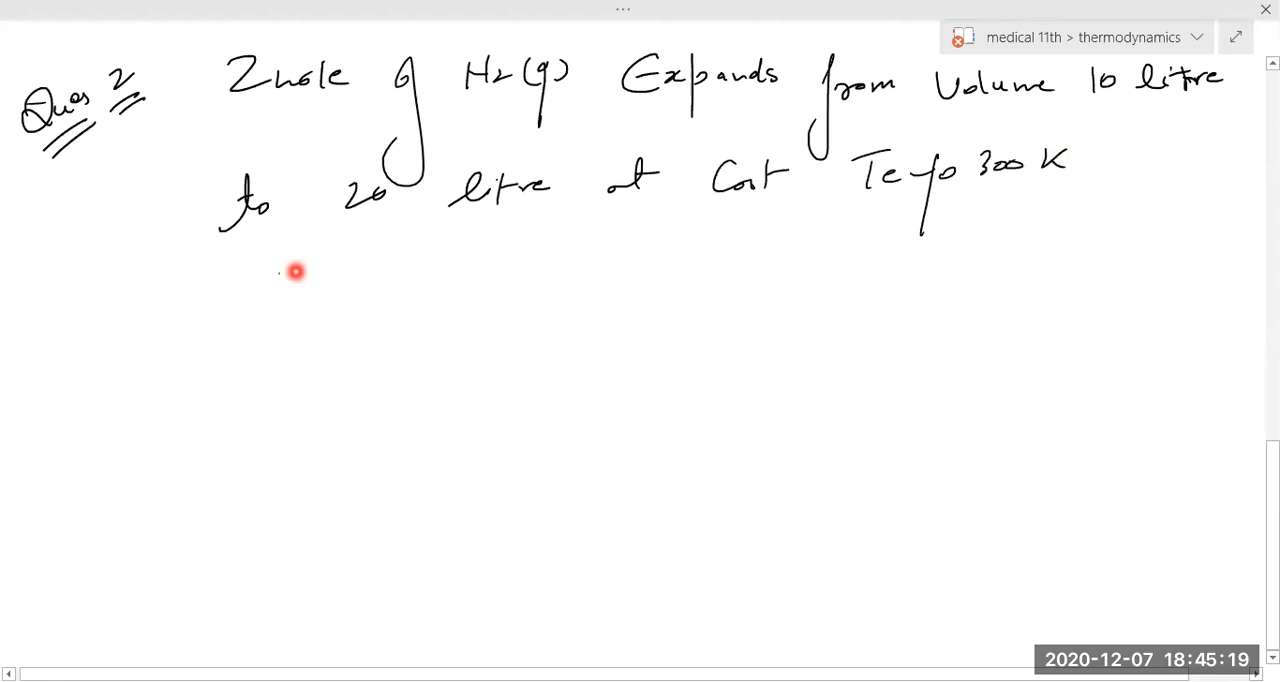 medical 11th > thermodynamics
Ques 2 2 mole of H2(g) Expands from Volume 10 litre
to 20 litre at Const Temp 300 K
2020-12-07 18:45:19